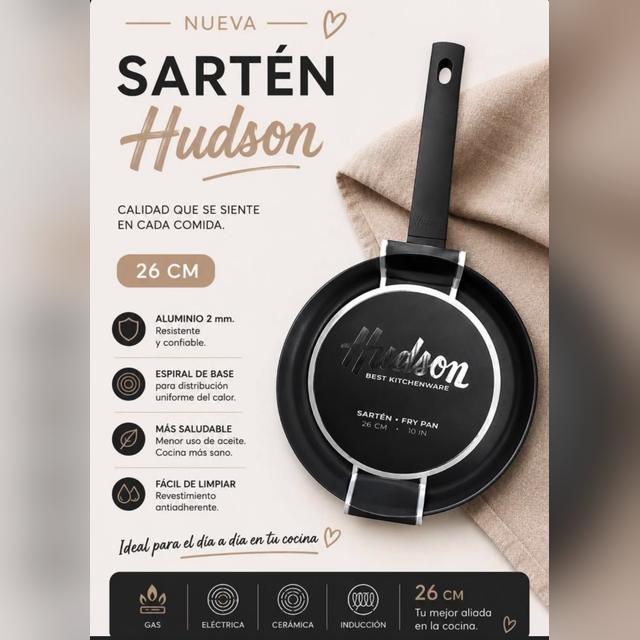 NUEVA
SARTÉN
Hudson
CALIDAD QUE SE SIENTE
EN CADA COMIDA.
26 CM
ALUMINIO 2 mm.
Resistente
y confiable.
ESPIRAL DE BASE
para distribución
uniforme del calor.
MÁS SALUDABLE
Menor uso de aceite.
Cocina más sano.
FÁCIL DE LIMPIAR
Revestimiento
antiadherente.
Ideal para el día a día en tu cocina
Hudson
BEST KITCHENWARE
SARTÉN • FRY PAN
26 CM • 10 IN
GAS
ELÉCTRICA
CERÁMICA
INDUCCIÓN
26 CM
Tu mejor aliada
en la cocina.